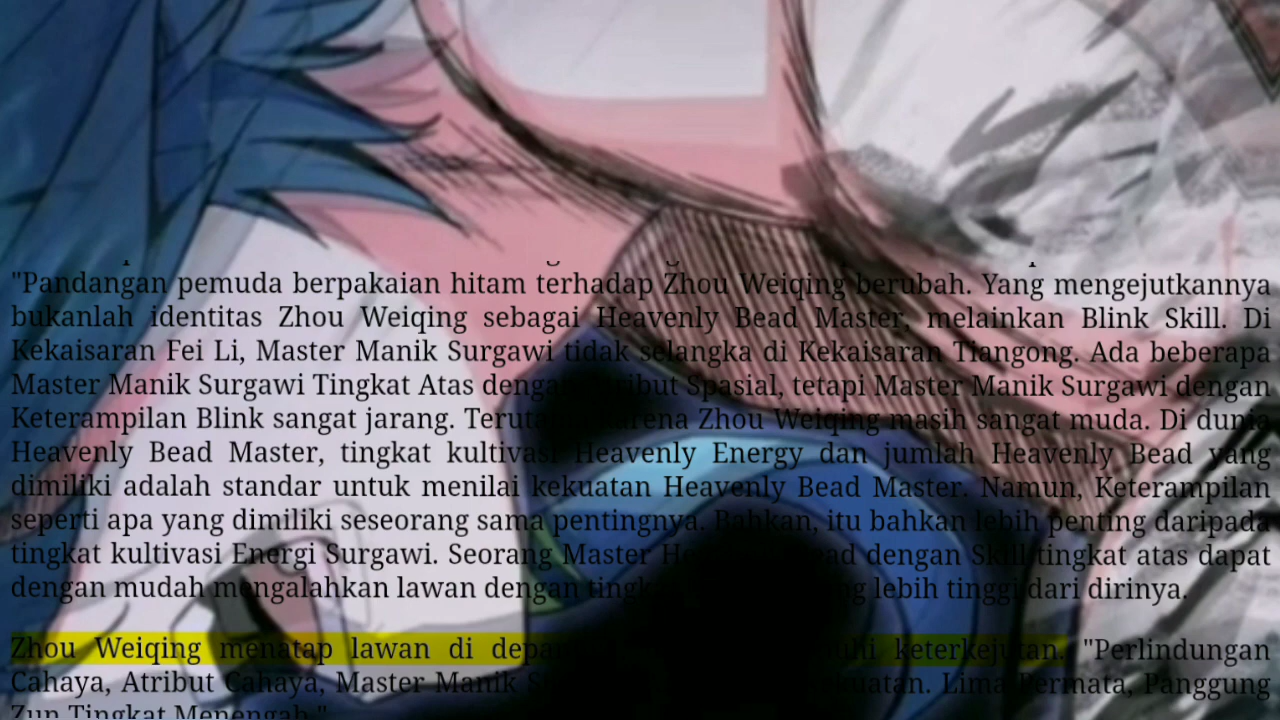 "Pandangan pemuda berpakaian hitam terhadap Zhou Weiqing berubah. Yang mengejutkannya
bukanlah identitas Zhou Weiqing sebagai Heavenly Bead Master, melainkan Blink Skill. Di
Kekaisaran Fei Li, Master Manik Surgawi tidak selangka di Kekaisaran Tiangong. Ada beberapa
Master Manik Surgawi Tingkat Atas dengan Atribut Spasial, tetapi Master Manik Surgawi dengan
Keterampilan Blink sangat jarang. Terutama karena Zhou Weiqing masih sangat muda. Di dunia
Heavenly Bead Master, tingkat kultivasi Heavenly Energy dan jumlah Heavenly Bead yang
dimiliki adalah standar untuk menilai kekuatan Heavenly Bead Master. Namun, Keterampilan
seperti apa yang dimiliki seseorang sama pentingnya. Bahkan, itu bahkan lebih penting daripada
tingkat kultivasi Energi Surgawi. Seorang Master Heavenly Bead dengan Skill tingkat atas dapat
dengan mudah mengalahkan lawan dengan lebih tinggi dari dirinya.
Zhou Weiqing menatap lawan di keterkejutan. "Perlindungan
Cahaya, Atribut Cahaya, Master Manik Lima Permata, Panggung
Zun Tingkat Menengah."